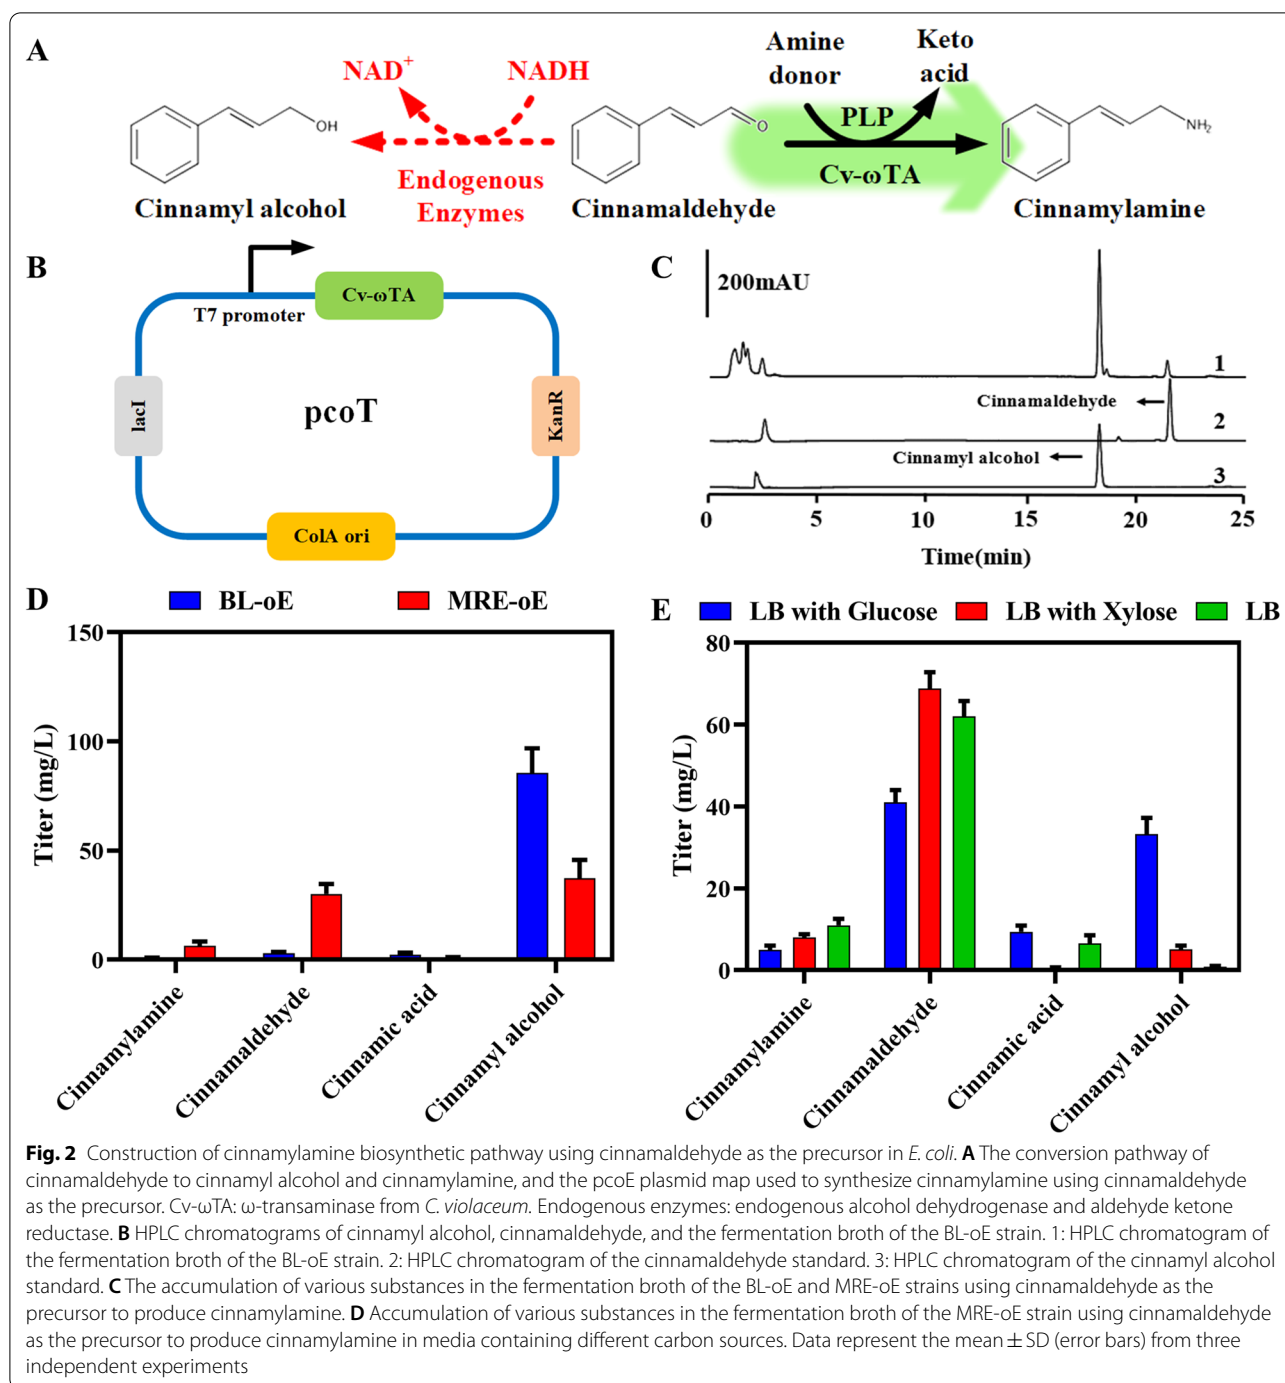 A
NAD+
NADH
Amine
donor
Keto
acid
OH
O
PLP
NH2
Endogenous
Enzymes
Cv-ωTA
Cinnamyl alcohol
Cinnamaldehyde
Cinnamylamine
B
T7 promoter
Cv-ωTA
lacI
pcoT
KanR
ColA ori
C
200mAU
1
Cinnamaldehyde
2
Cinnamyl alcohol
3
0 5 10 15 20 25
Time(min)
D
BL-oE MRE-oE
150
100
50
0
Titer (mg/L)
Cinnamylamine
Cinnamaldehyde
Cinnamic acid
Cinnamyl alcohol
E
LB with Glucose LB with Xylose LB
80
60
40
20
0
Titer (mg/L)
Cinnamylamine
Cinnamaldehyde
Cinnamic acid
Cinnamyl alcohol
Fig. 2 Construction of cinnamylamine biosynthetic pathway using cinnamaldehyde as the precursor in E. coli. A The conversion pathway of
cinnamaldehyde to cinnamyl alcohol and cinnamylamine, and the pcoE plasmid map used to synthesize cinnamylamine using cinnamaldehyde
as the precursor. Cv-ωTA: ω-transaminase from C. violaceum. Endogenous enzymes: endogenous alcohol dehydrogenase and aldehyde ketone
reductase. B HPLC chromatograms of cinnamyl alcohol, cinnamaldehyde, and the fermentation broth of the BL-oE strain. 1: HPLC chromatogram of
the fermentation broth of the BL-oE strain. 2: HPLC chromatogram of the cinnamaldehyde standard. 3: HPLC chromatogram of the cinnamyl alcohol
standard. C The accumulation of various substances in the fermentation broth of the BL-oE and MRE-oE strains using cinnamaldehyde as the
precursor to produce cinnamylamine. D Accumulation of various substances in the fermentation broth of the MRE-oE strain using cinnamaldehyde
as the precursor to produce cinnamylamine in media containing different carbon sources. Data represent the mean ± SD (error bars) from three
independent experiments